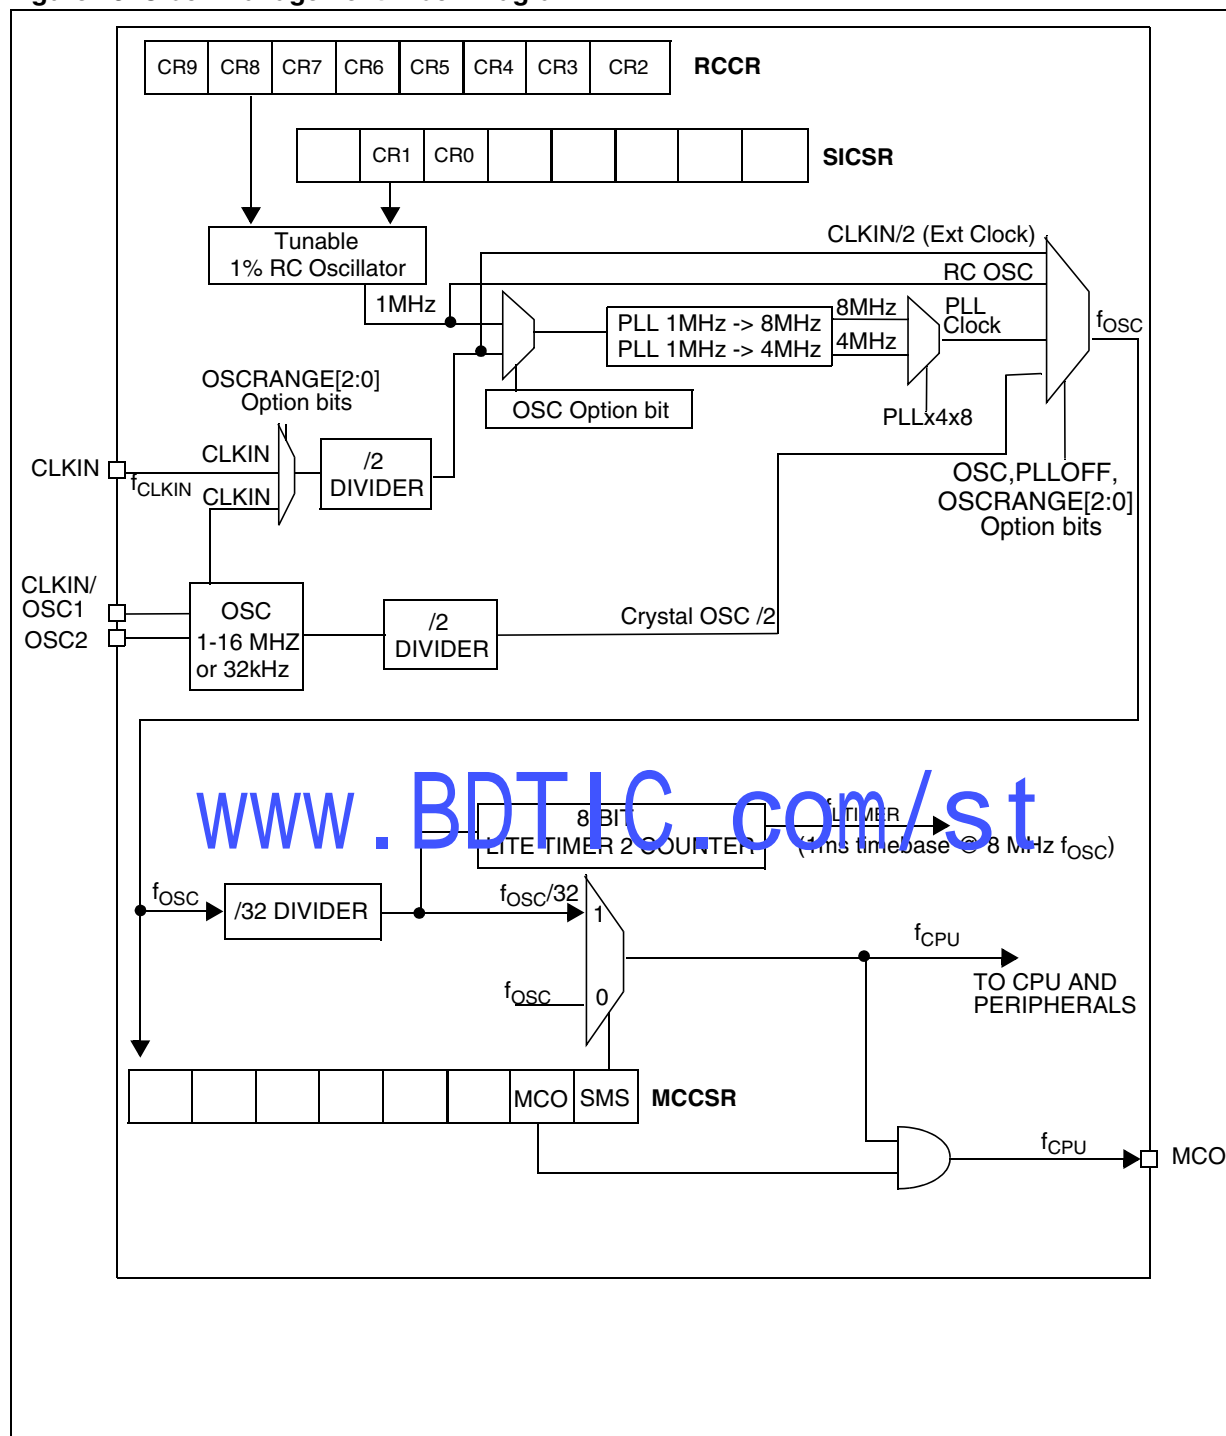 CR9 CR8 CR7 CR6 CR5 CR4 CR3 CR2 RCCR
CR1 CR0 SICSR
Tunable
1% RC Oscillator
CLKIN/2 (Ext Clock)
RC OSC
1MHz
PLL 1MHz -> 8MHz
PLL 1MHz -> 4MHz
8MHz
4MHz
PLL
Clock
fOSC
OSC Option bit
PLLx4x8
OSCRANGE[2:0]
Option bits
CLKIN
fCLKIN
CLKIN
CLKIN
/2
DIVIDER
OSC,PLLOFF,
OSCRANGE[2:0]
Option bits
CLKIN/
OSC1
OSC2
OSC
1-16 MHZ
or 32kHz
/2
DIVIDER
Crystal OSC /2
www.BDTIC.com/st
8 BIT
LITE TIMER 2 COUNTER
fLTIMER
(1ms timebase @ 8 MHz fOSC)
fOSC
/32 DIVIDER
fOSC/32
1
fOSC
0
fCPU
TO CPU AND
PERIPHERALS
MCO SMS MCCSR
fCPU
MCO